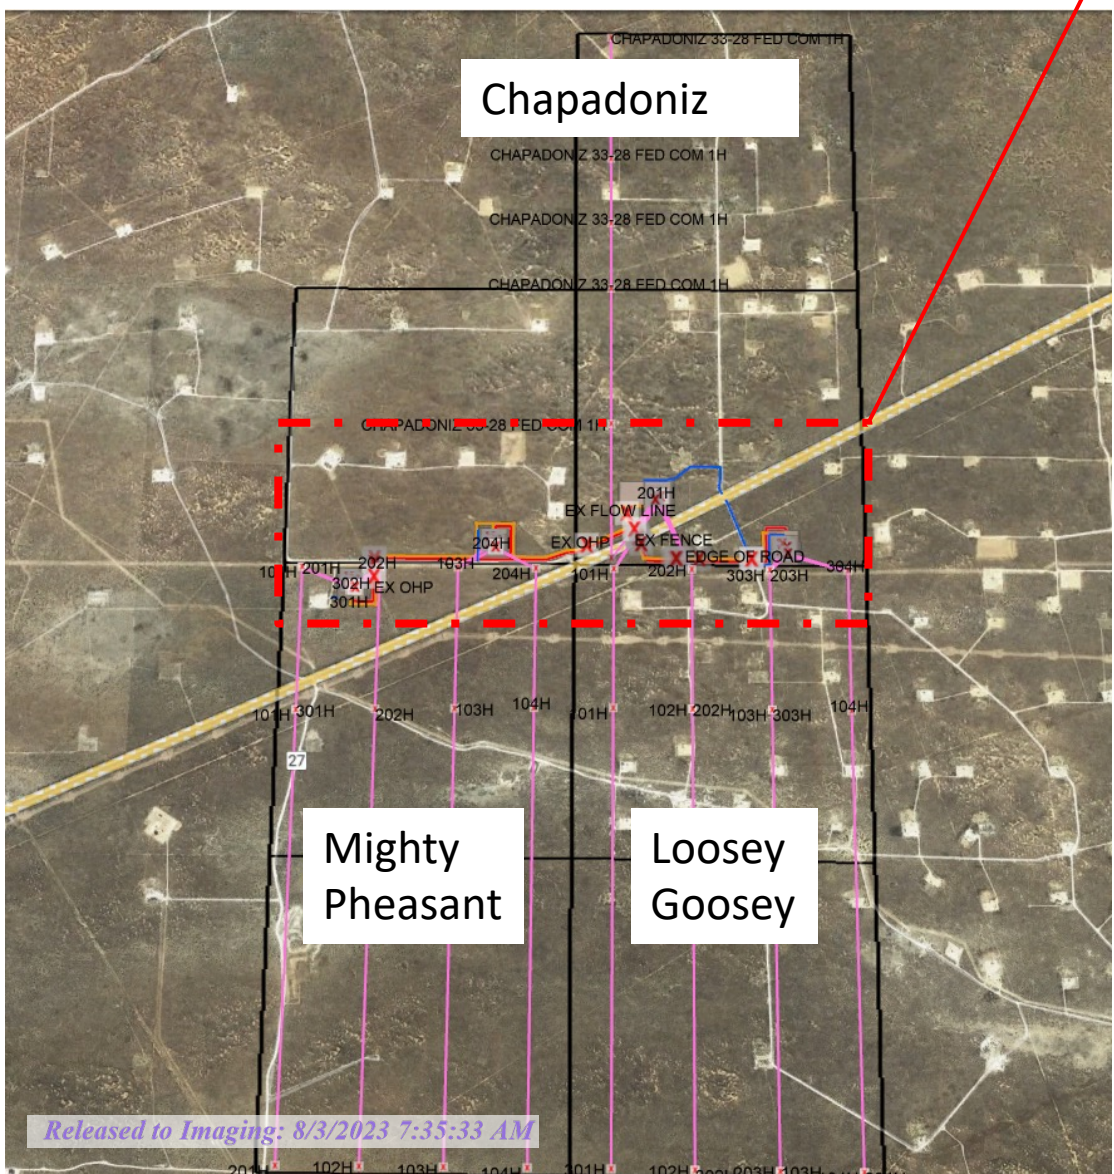 CHAPADONIZ 33-28 FED COM 1H
Chapadoniz
CHAPADONIZ 33-28 FED COM 1H
CHAPADONIZ 33-28 FED COM 1H
CHAPADONIZ 33-28 FED COM 1H
CHAPADONIZ 33-28 FED COM 1H
201H
EX FLOW LINE
204H
EX OHP
EX FENCE
EDGE OF ROAD
202H
103H
201H
204H
101H
202H
303H
203H
304H
302H
EX OHP
301H
101H
301H
202H
103H
104H
101H
102H
202H
103H
303H
104H
27
Mighty
Pheasant
Loosey
Goosey
Released to Imaging: 8/3/2023 7:35:33 AM
201H
102H
103H
104H
301H
102H
203H
103H